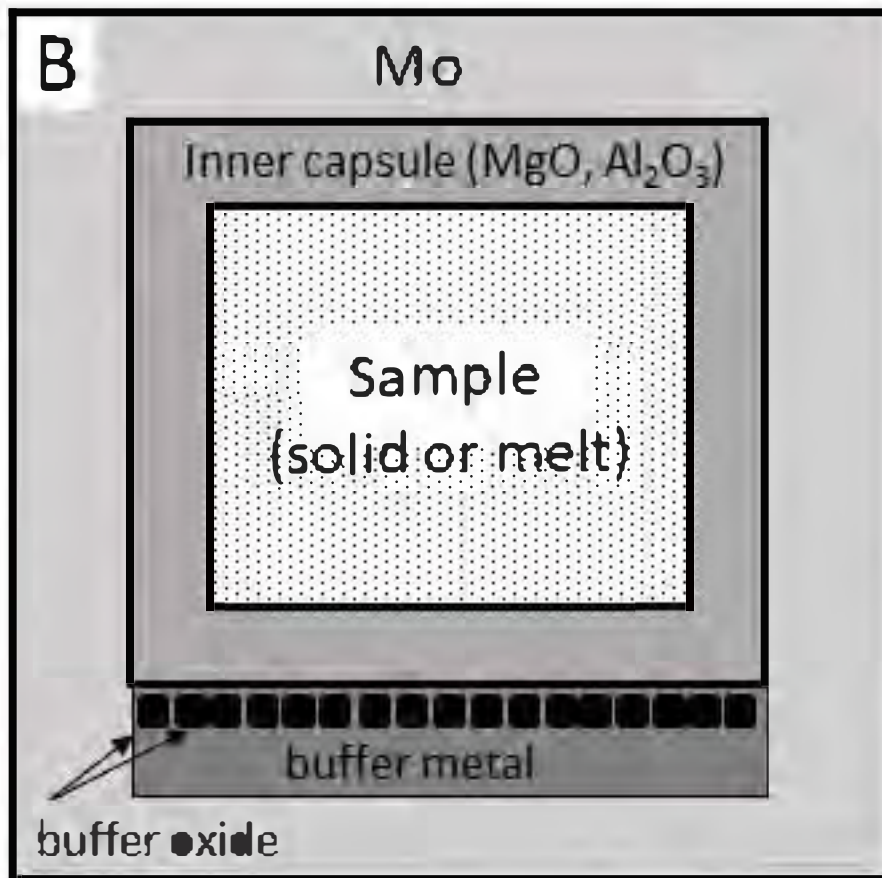 B
Mo
Inner capsule (MgO, Al₂O₃)
Sample
(solid or melt)
buffer metal
buffer oxide